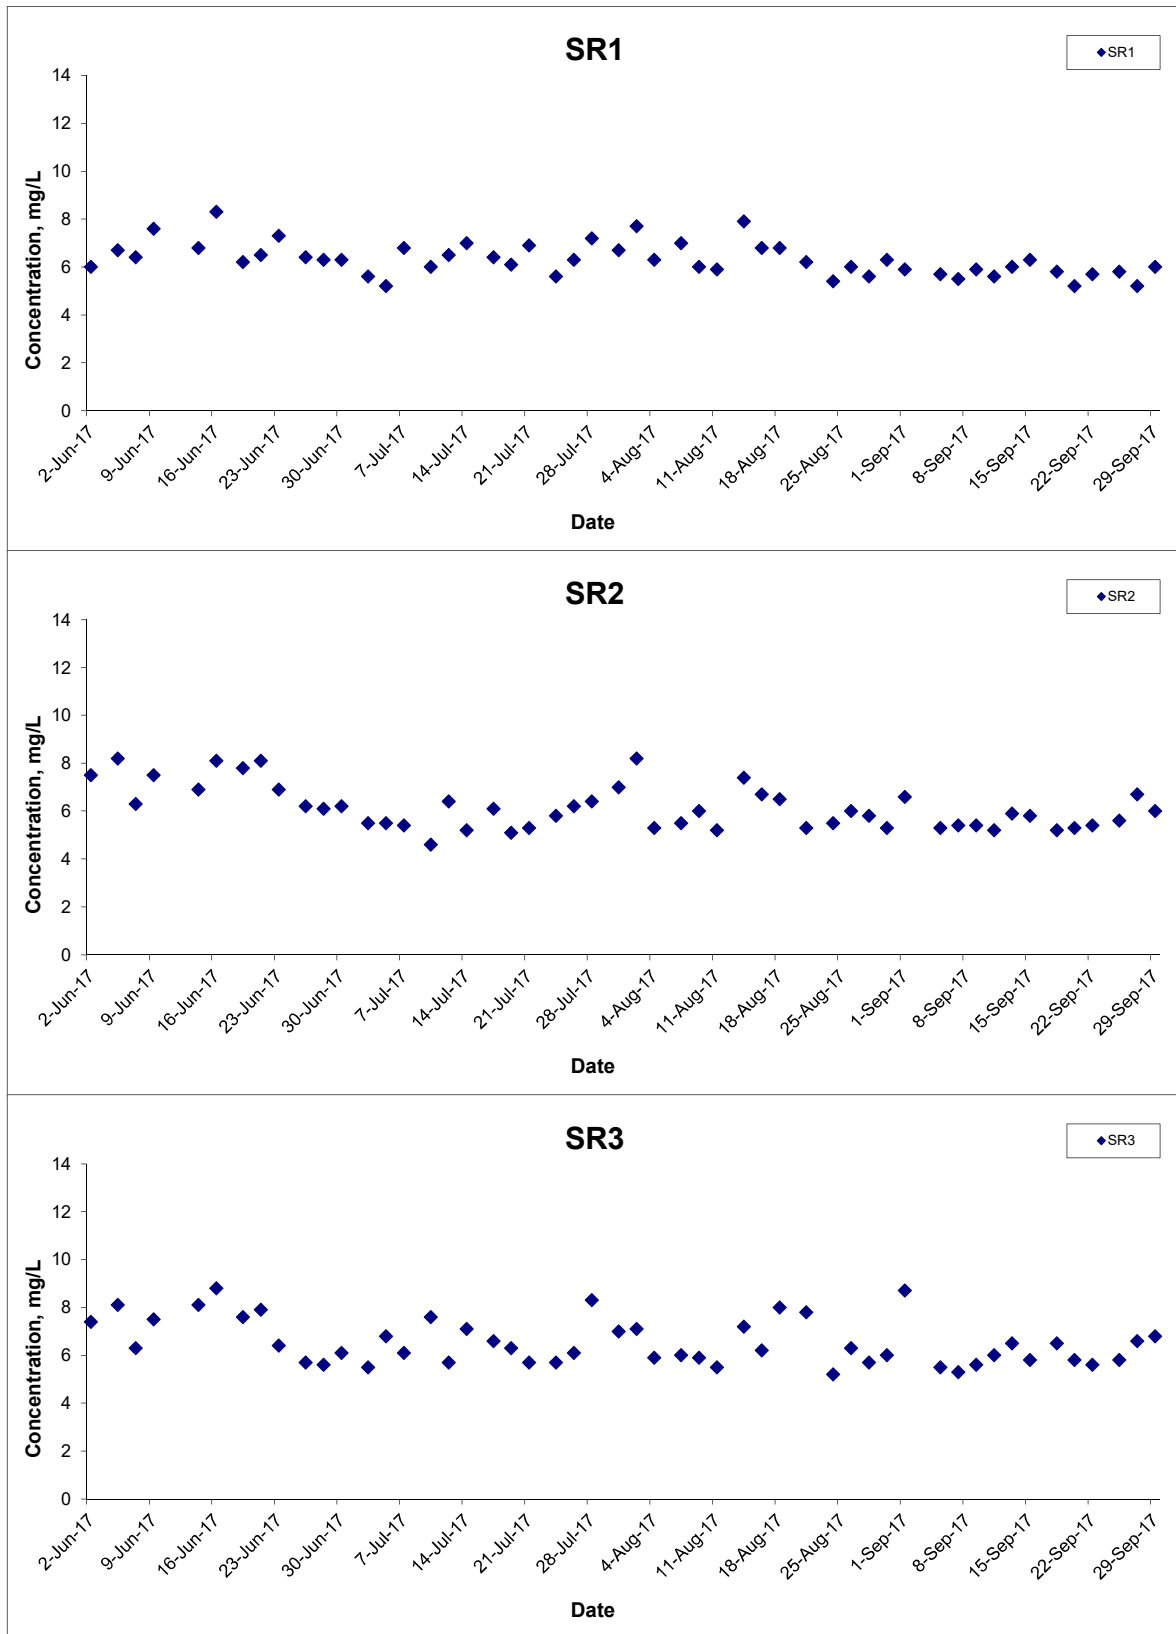 SR1
SR1
14
12
10
8
6
4
2
0
Concentration, mg/L
2-Jun-17
9-Jun-17
16-Jun-17
23-Jun-17
30-Jun-17
7-Jul-17
14-Jul-17
21-Jul-17
28-Jul-17
4-Aug-17
11-Aug-17
18-Aug-17
25-Aug-17
1-Sep-17
8-Sep-17
15-Sep-17
22-Sep-17
29-Sep-17
Date
SR2
SR2
14
12
10
8
6
4
2
0
Concentration, mg/L
2-Jun-17
9-Jun-17
16-Jun-17
23-Jun-17
30-Jun-17
7-Jul-17
14-Jul-17
21-Jul-17
28-Jul-17
4-Aug-17
11-Aug-17
18-Aug-17
25-Aug-17
1-Sep-17
8-Sep-17
15-Sep-17
22-Sep-17
29-Sep-17
Date
SR3
SR3
14
12
10
8
6
4
2
0
Concentration, mg/L
2-Jun-17
9-Jun-17
16-Jun-17
23-Jun-17
30-Jun-17
7-Jul-17
14-Jul-17
21-Jul-17
28-Jul-17
4-Aug-17
11-Aug-17
18-Aug-17
25-Aug-17
1-Sep-17
8-Sep-17
15-Sep-17
22-Sep-17
29-Sep-17
Date